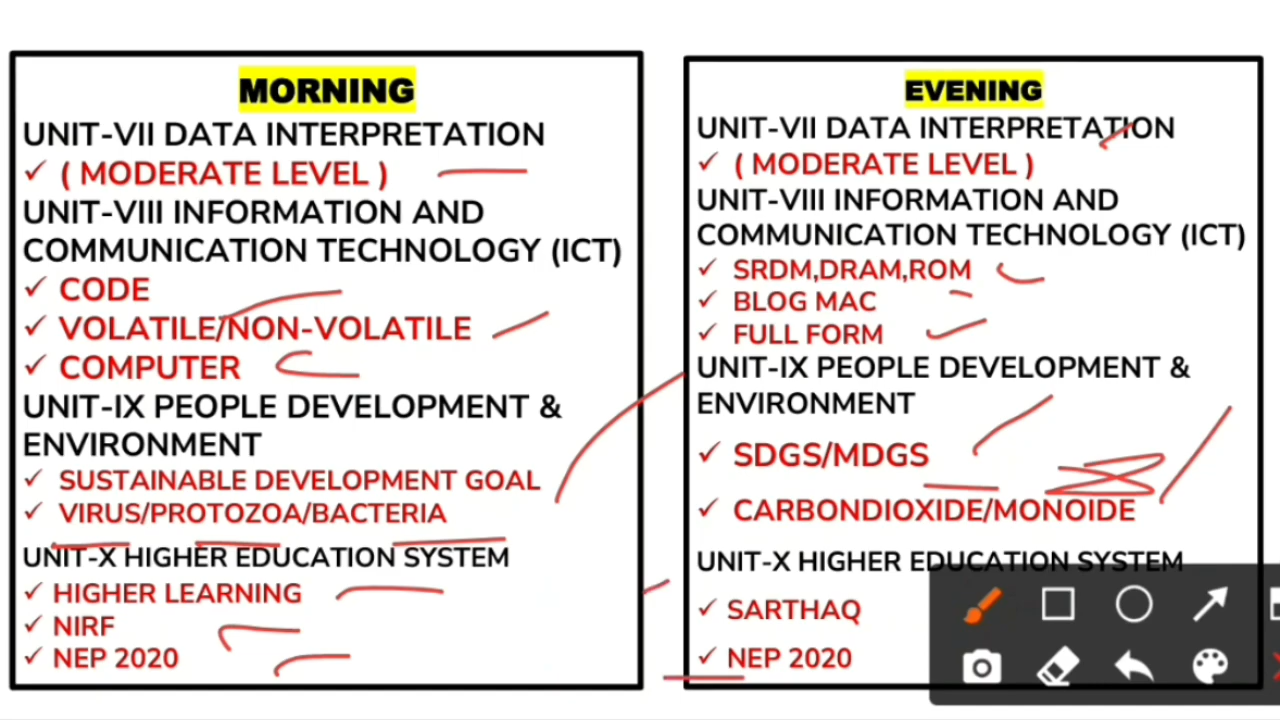 MORNING
UNIT-VII DATA INTERPRETATION
✓ ( MODERATE LEVEL )
UNIT-VIII INFORMATION AND
COMMUNICATION TECHNOLOGY (ICT)
✓ CODE
✓ VOLATILE/NON-VOLATILE
✓ COMPUTER
UNIT-IX PEOPLE DEVELOPMENT &
ENVIRONMENT
✓ SUSTAINABLE DEVELOPMENT GOAL
✓ VIRUS/PROTOZOA/BACTERIA
UNIT-X HIGHER EDUCATION SYSTEM
✓ HIGHER LEARNING
✓ NIRF
✓ NEP 2020
EVENING
UNIT-VII DATA INTERPRETATION
✓ ( MODERATE LEVEL )
UNIT-VIII INFORMATION AND
COMMUNICATION TECHNOLOGY (ICT)
✓ SRDM,DRAM,ROM
✓ BLOG MAC
✓ FULL FORM
UNIT-IX PEOPLE DEVELOPMENT &
ENVIRONMENT
✓ SDGS/MDGS
✓ CARBONDIOXIDE/MONOIDE
UNIT-X HIGHER EDUCATION SYSTEM
✓ SARTHAQ
✓ NEP 2020